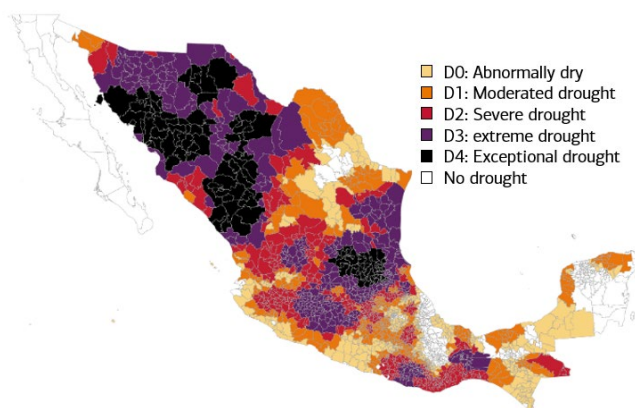 D0: Abnormally dry
D1: Moderated drought
D2: Severe drought
D3: extreme drought
D4: Exceptional drought
No drought